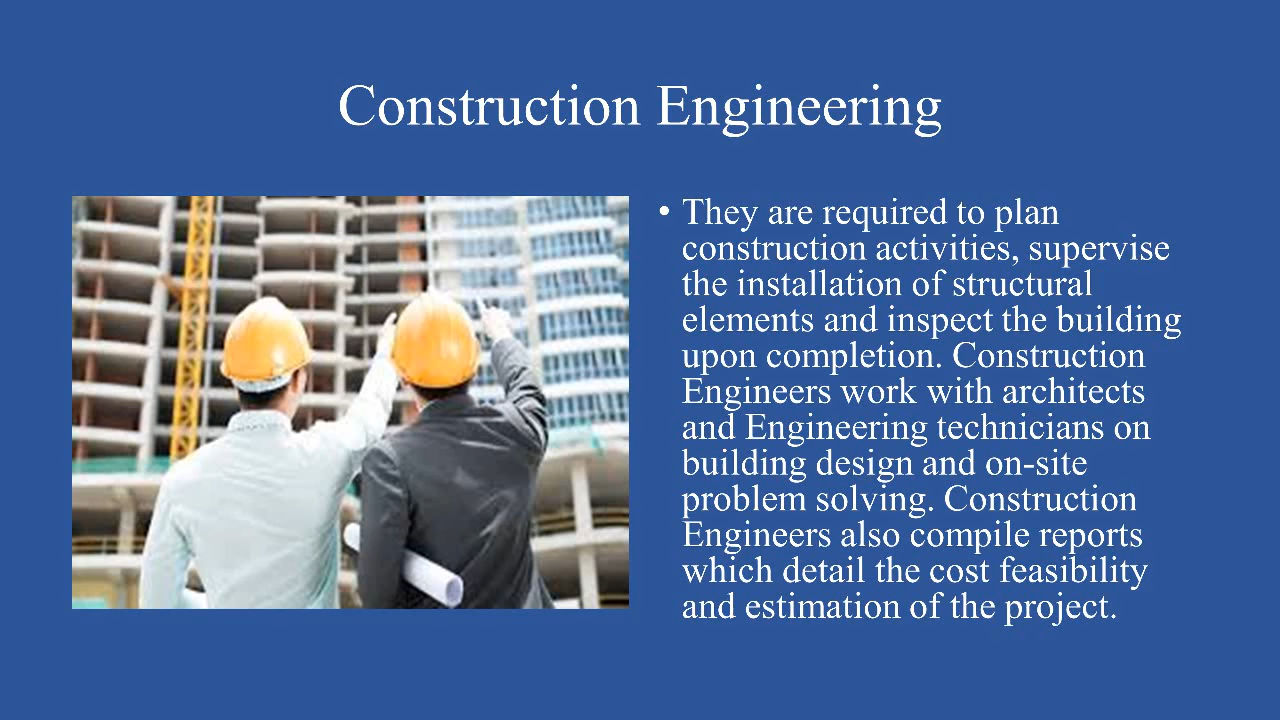 Construction Engineering
• They are required to plan
construction activities, supervise
the installation of structural
elements and inspect the building
upon completion. Construction
Engineers work with architects
and Engineering technicians on
building design and on-site
problem solving. Construction
Engineers also compile reports
which detail the cost feasibility
and estimation of the project.